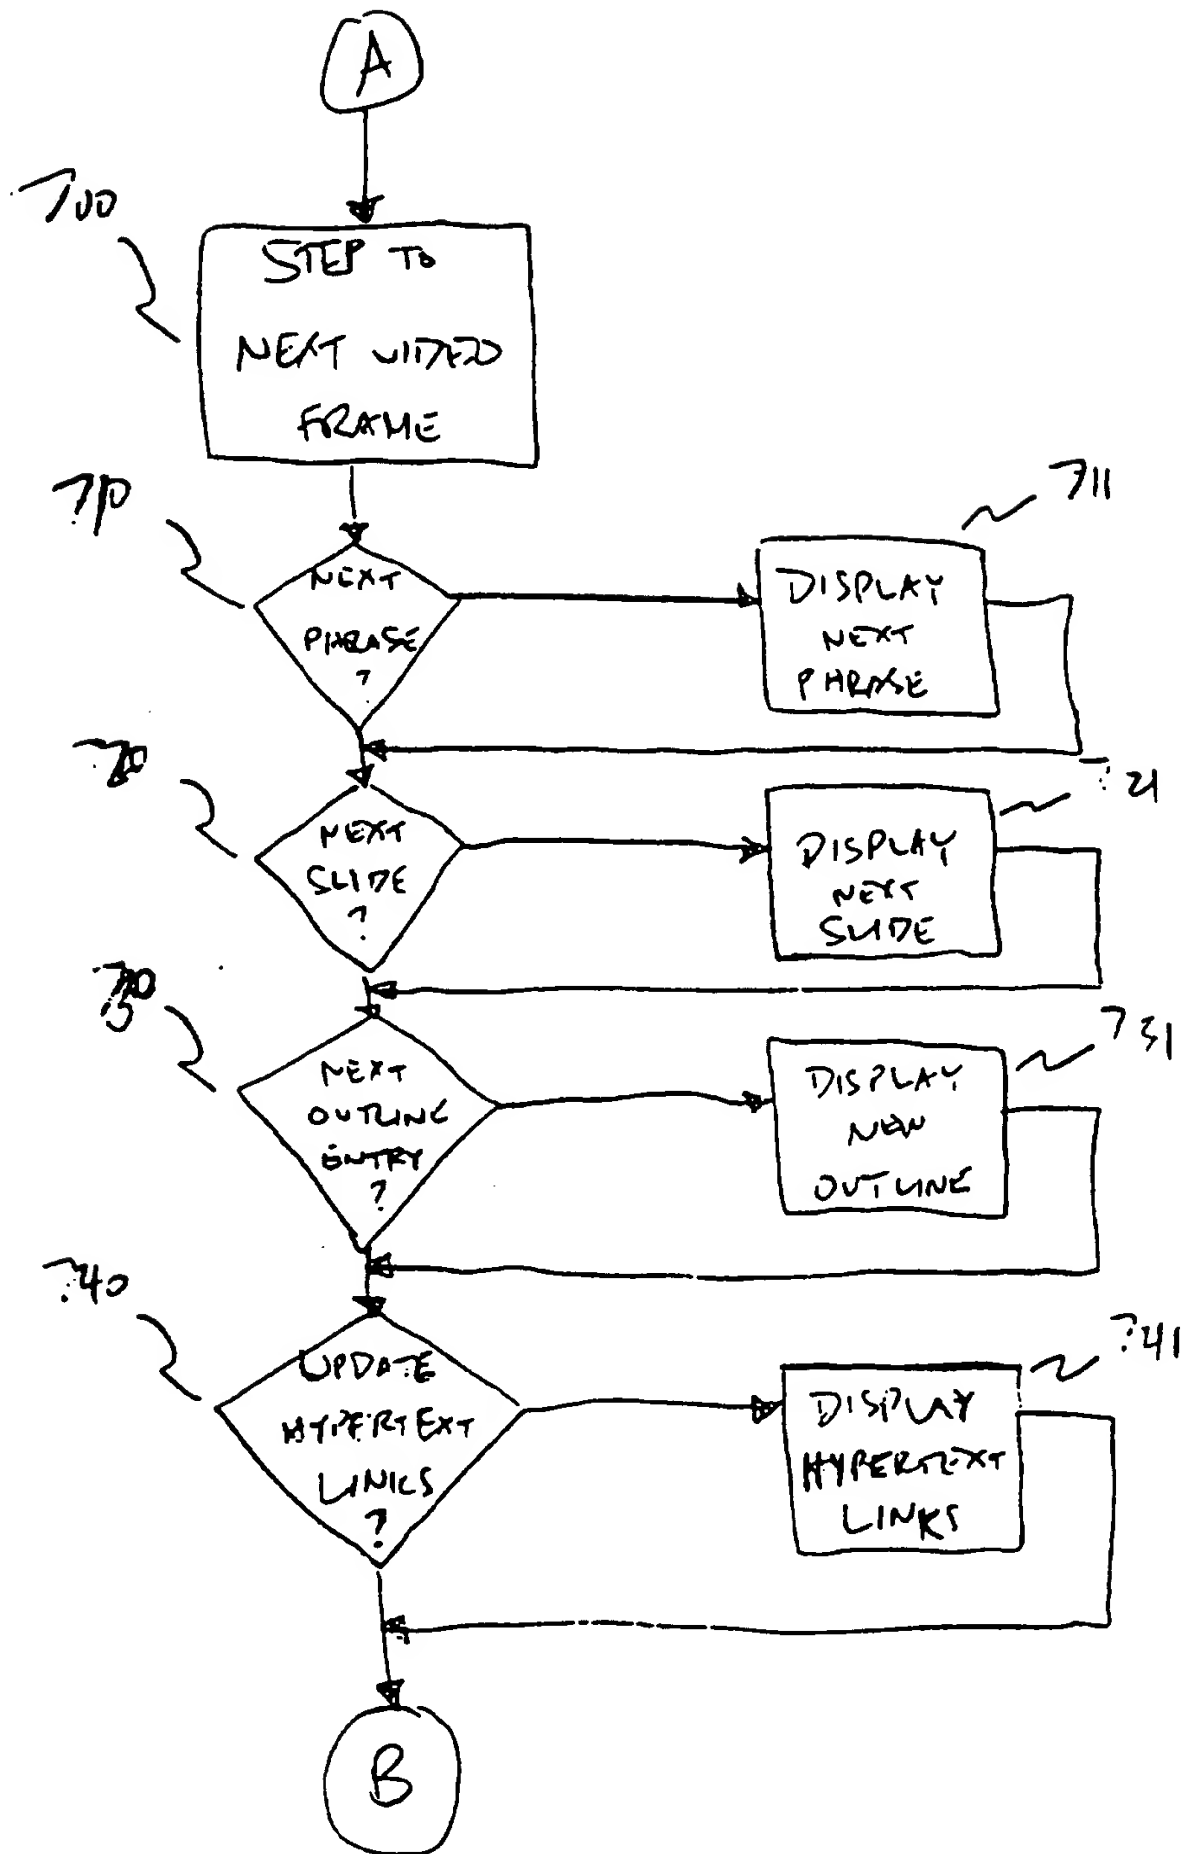 A
700
STEP TO
NEXT VIDEO
FRAME
710
NEXT
PHRASE
?
711
DISPLAY
NEXT
PHRASE
720
NEXT
SLIDE
?
721
DISPLAY
NEXT
SLIDE
730
NEXT
OUTLINE
ENTRY
?
731
DISPLAY
NEW
OUTLINE
740
UPDATE
HYPERTEXT
LINKS
?
741
DISPLAY
HYPERTEXT
LINKS
B